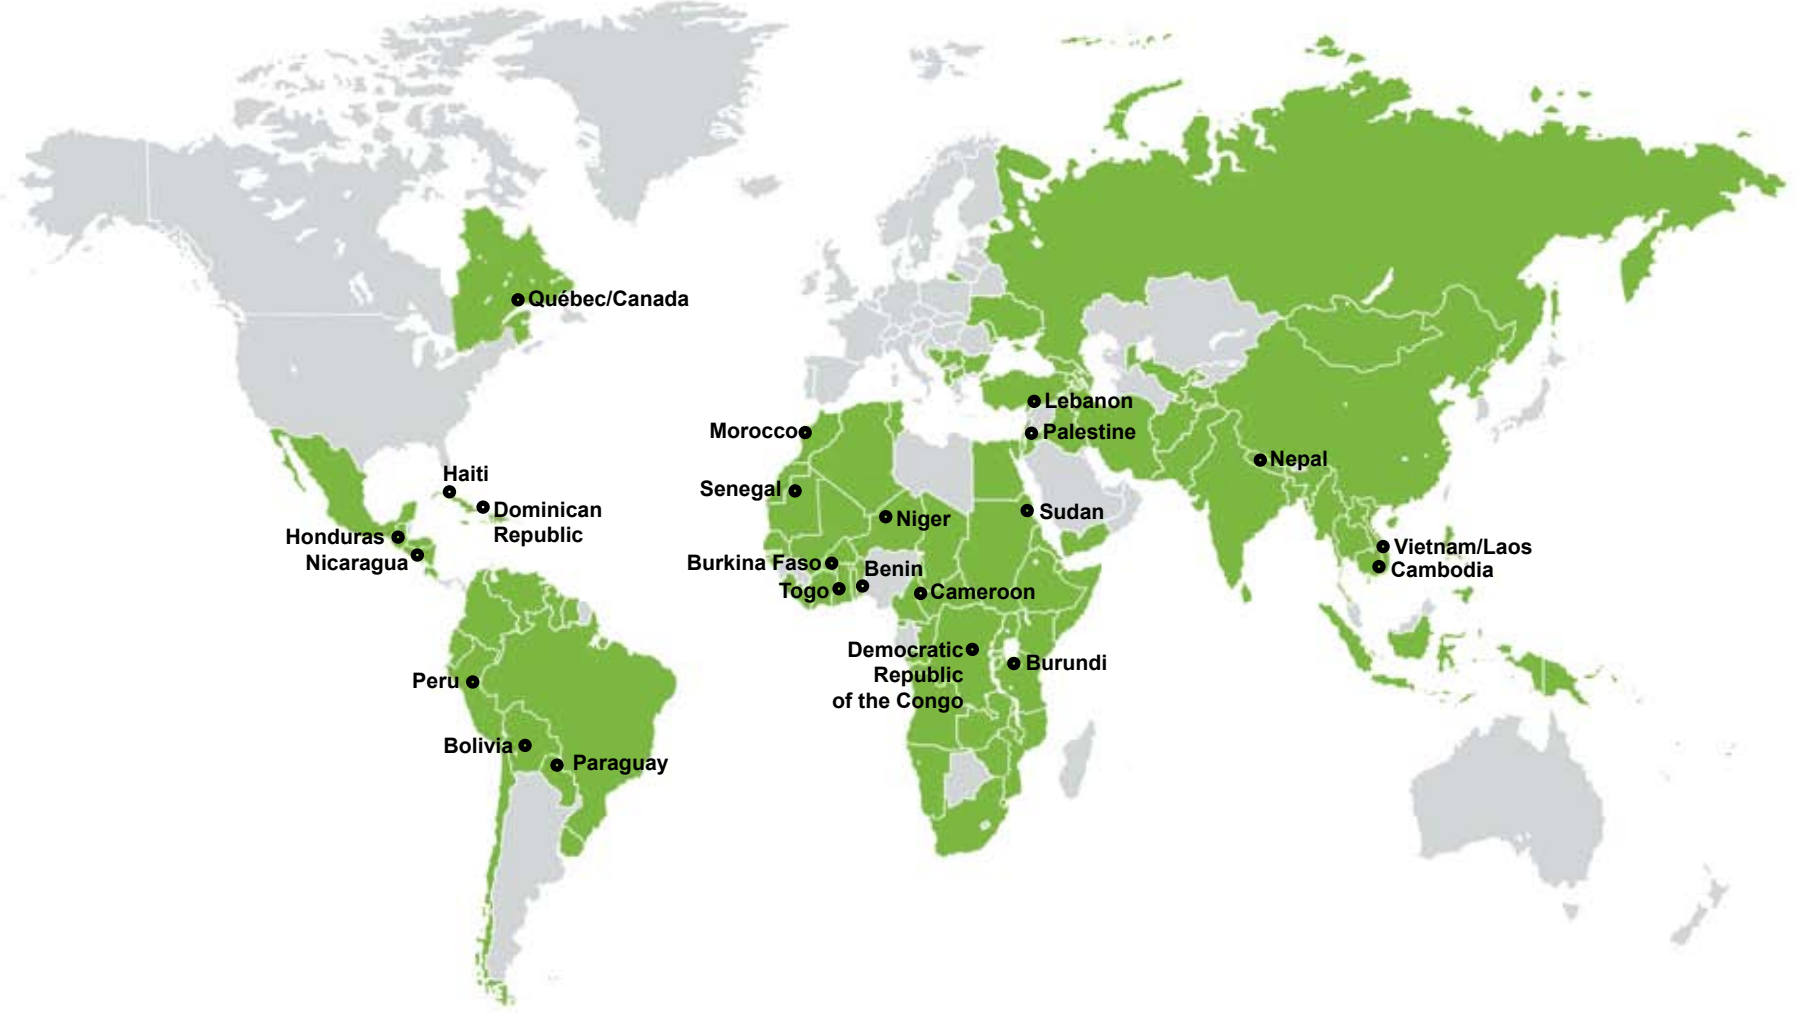 Québec/Canada
Lebanon
Morocco
Palestine
Nepal
Haiti
Senegal
Dominican
Republic
Niger
Sudan
Honduras
Nicaragua
Vietnam/Laos
Cambodia
Burkina Faso
Benin
Togo
Cameroon
Democratic
Republic
of the Congo
Burundi
Peru
Bolivia
Paraguay